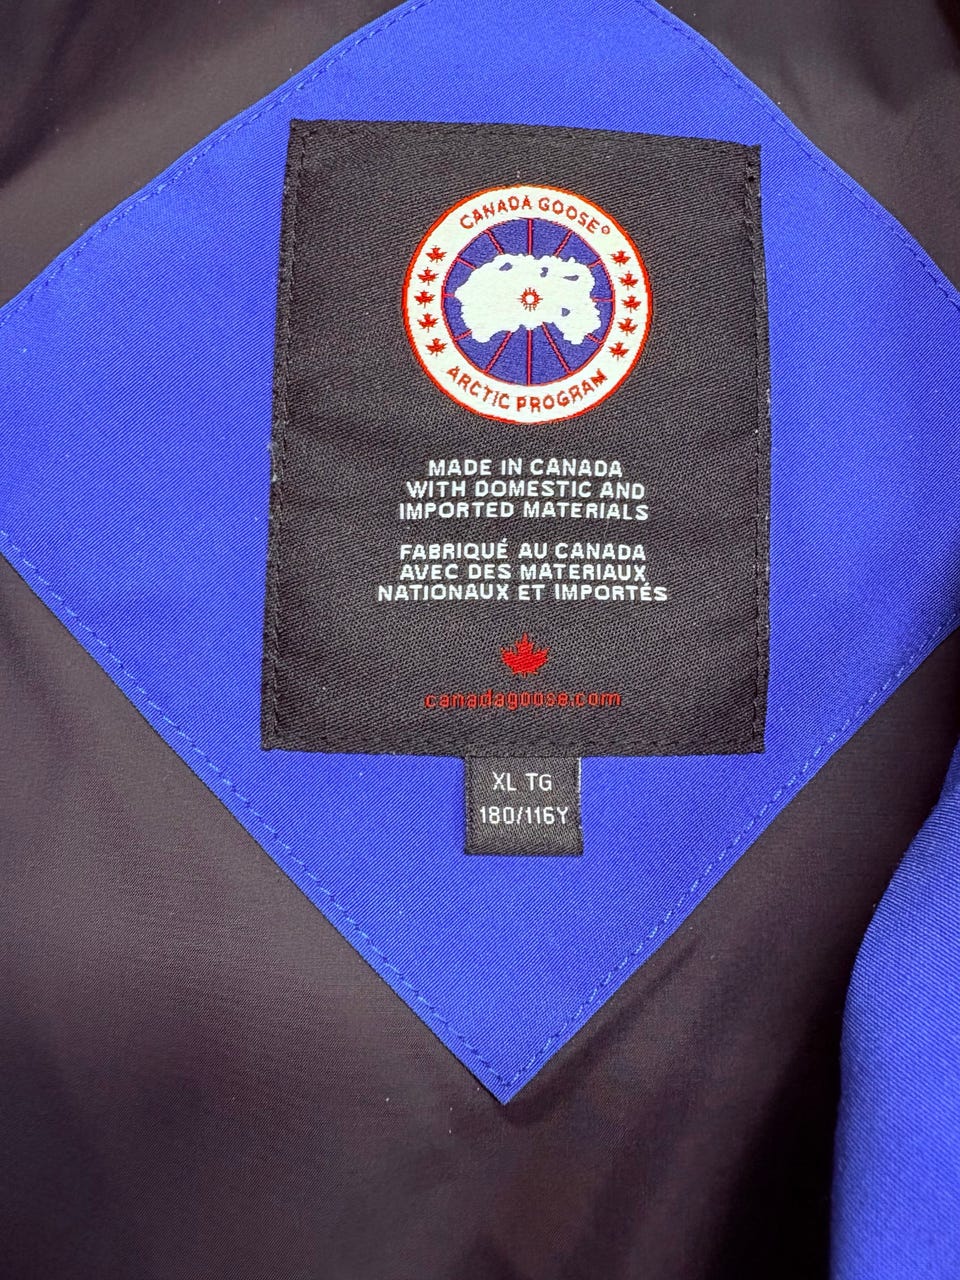 CANADA GOOSE®
ARCTIC PROGRAM
MADE IN CANADA
WITH DOMESTIC AND
IMPORTED MATERIALS
FABRIQUÉ AU CANADA
AVEC DES MATERIAUX
NATIONAUX ET IMPORTÉS
canadagoose.com
XL TG
180/116Y